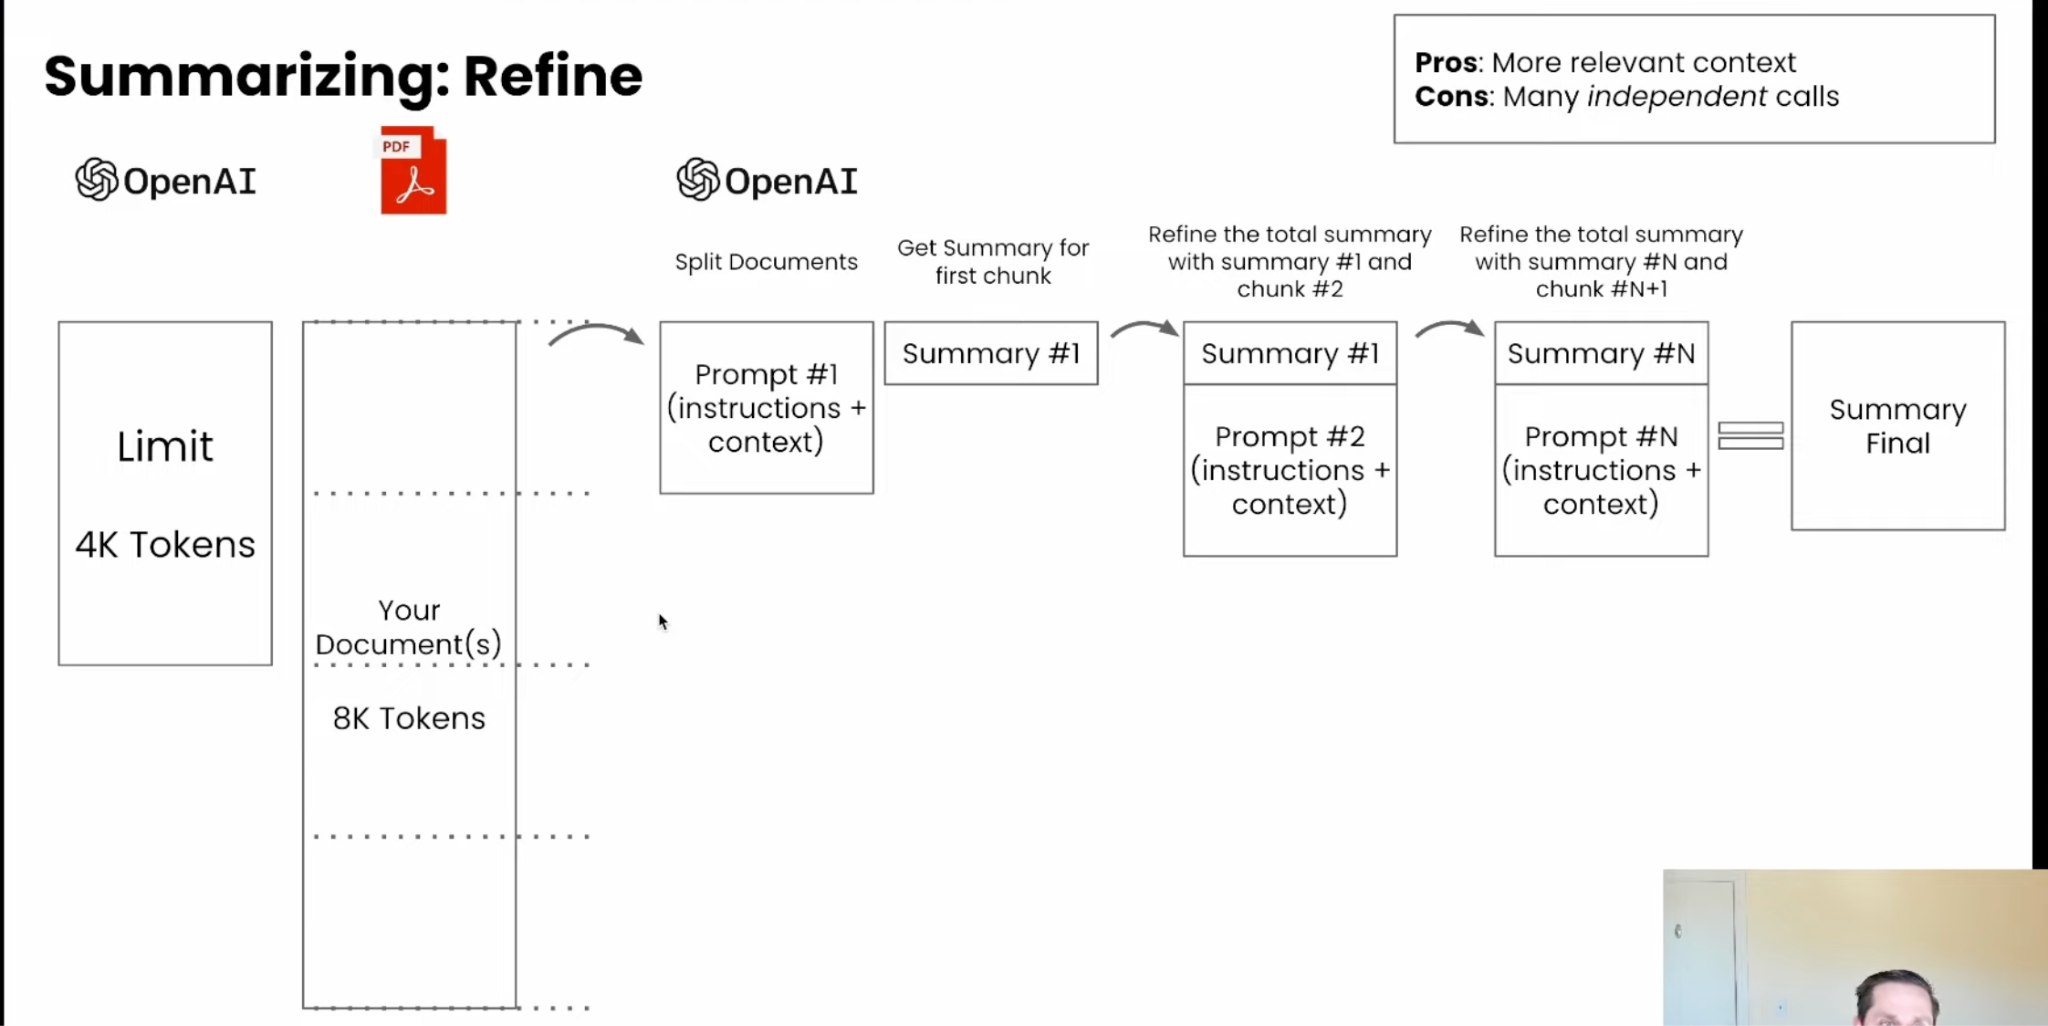 Summarizing: Refine
Pros: More relevant context
Cons: Many independent calls
OpenAI
PDF
OpenAI
Split Documents
Get Summary for
first chunk
Refine the total summary
with summary #1 and
chunk #2
Refine the total summary
with summary #N and
chunk #N+1
Limit
4K Tokens
Your
Document(s)
8K Tokens
Prompt #1
(instructions +
context)
Summary #1
Summary #1
Prompt #2
(instructions +
context)
Summary #N
Prompt #N
(instructions +
context)
Summary
Final